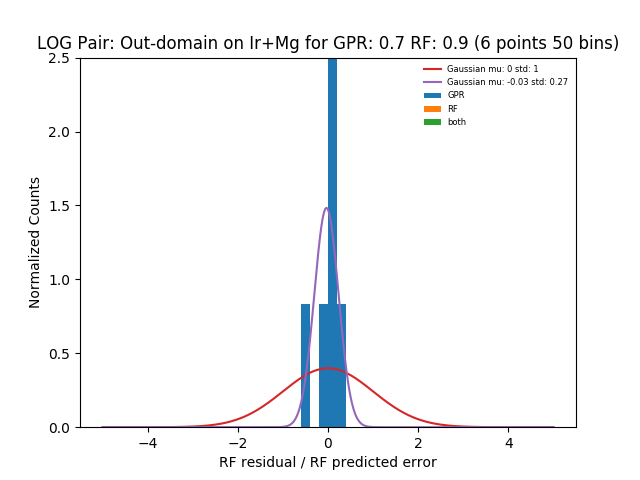 LOG Pair: Out-domain on Ir+Mg for GPR: 0.7 RF: 0.9 (6 points 50 bins)
Gaussian mu: 0 std: 1
Gaussian mu: -0.03 std: 0.27
GPR
RF
both
Normalized Counts
2.5
2.0
1.5
1.0
0.5
0.0
−4 −2 0 2 4
RF residual / RF predicted error